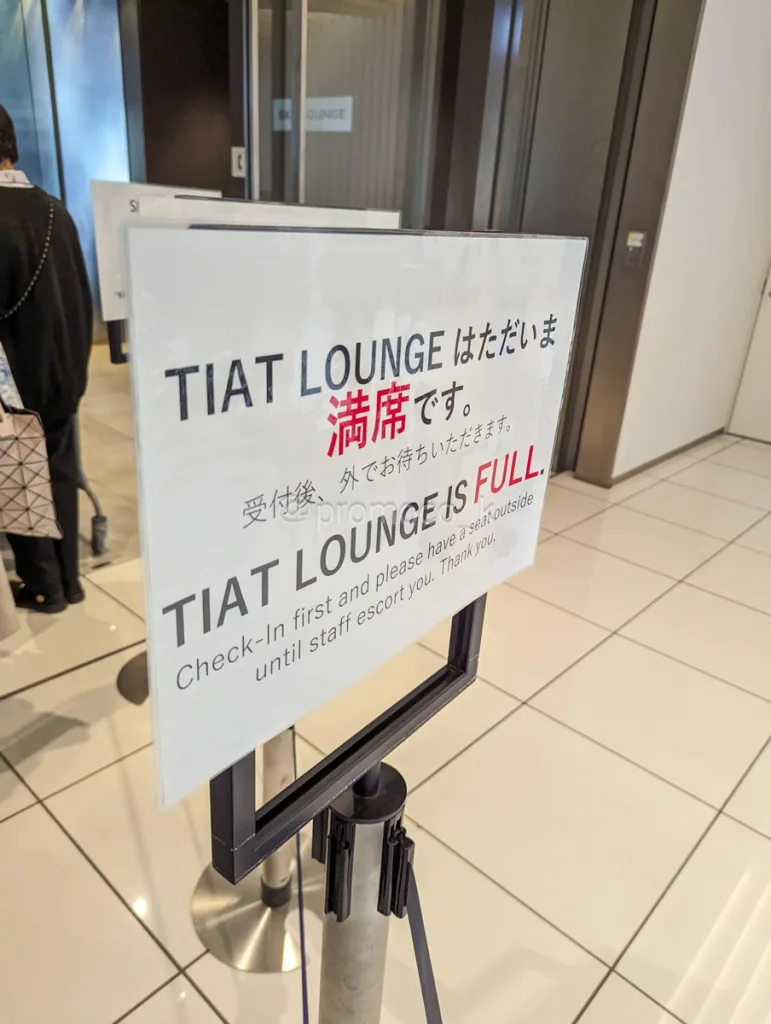 LOUNGE
TIAT LOUNGE はただいま
満席です。
受付後、外でお待ちいただきます。
TIAT LOUNGE IS FULL.
Check-In first and please have a seat outside
until staff escort you. Thank you.